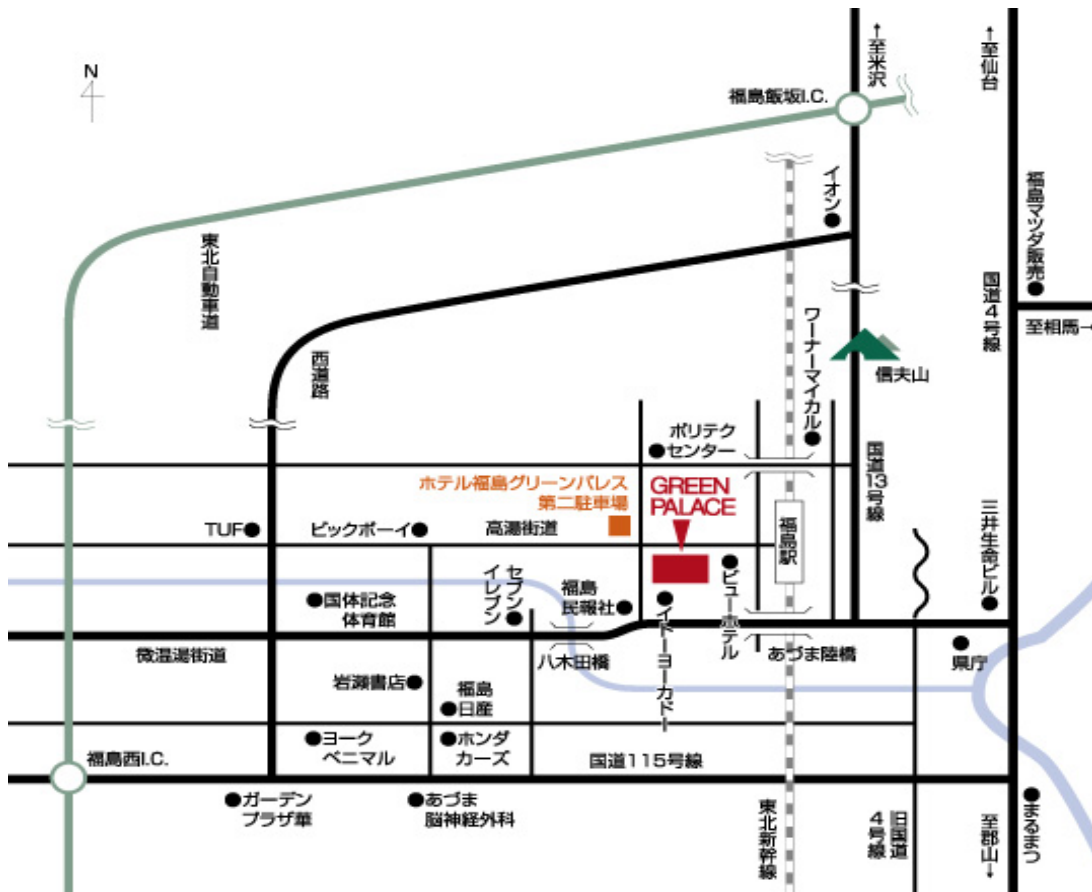 N
↑至米沢
↑至仙台
福島飯坂I.C.
イオン
福島マツダ販売
東北自動車道
国道4号線
至相馬→
ワーナーマイカル
西道路
信夫山
ポリテク
センター
国道13号線
ホテル福島グリーンパレス
第二駐車場
GREEN
PALACE
TUF
ビックボーイ
高湯街道
福島駅
三井生命ビル
セブン
イレブン
国体記念
体育館
福島
民報社
イトーヨーカドー
ビューホテル
微温湯街道
八木田橋
あづま陸橋
県庁
岩瀬書店
福島
日産
ヨーク
ベニマル
ホンダ
カーズ
国道115号線
福島西I.C.
ガーデン
プラザ華
あづま
脳神経外科
東北新幹線
旧国道
4号線
至郡山↓
まるまつ